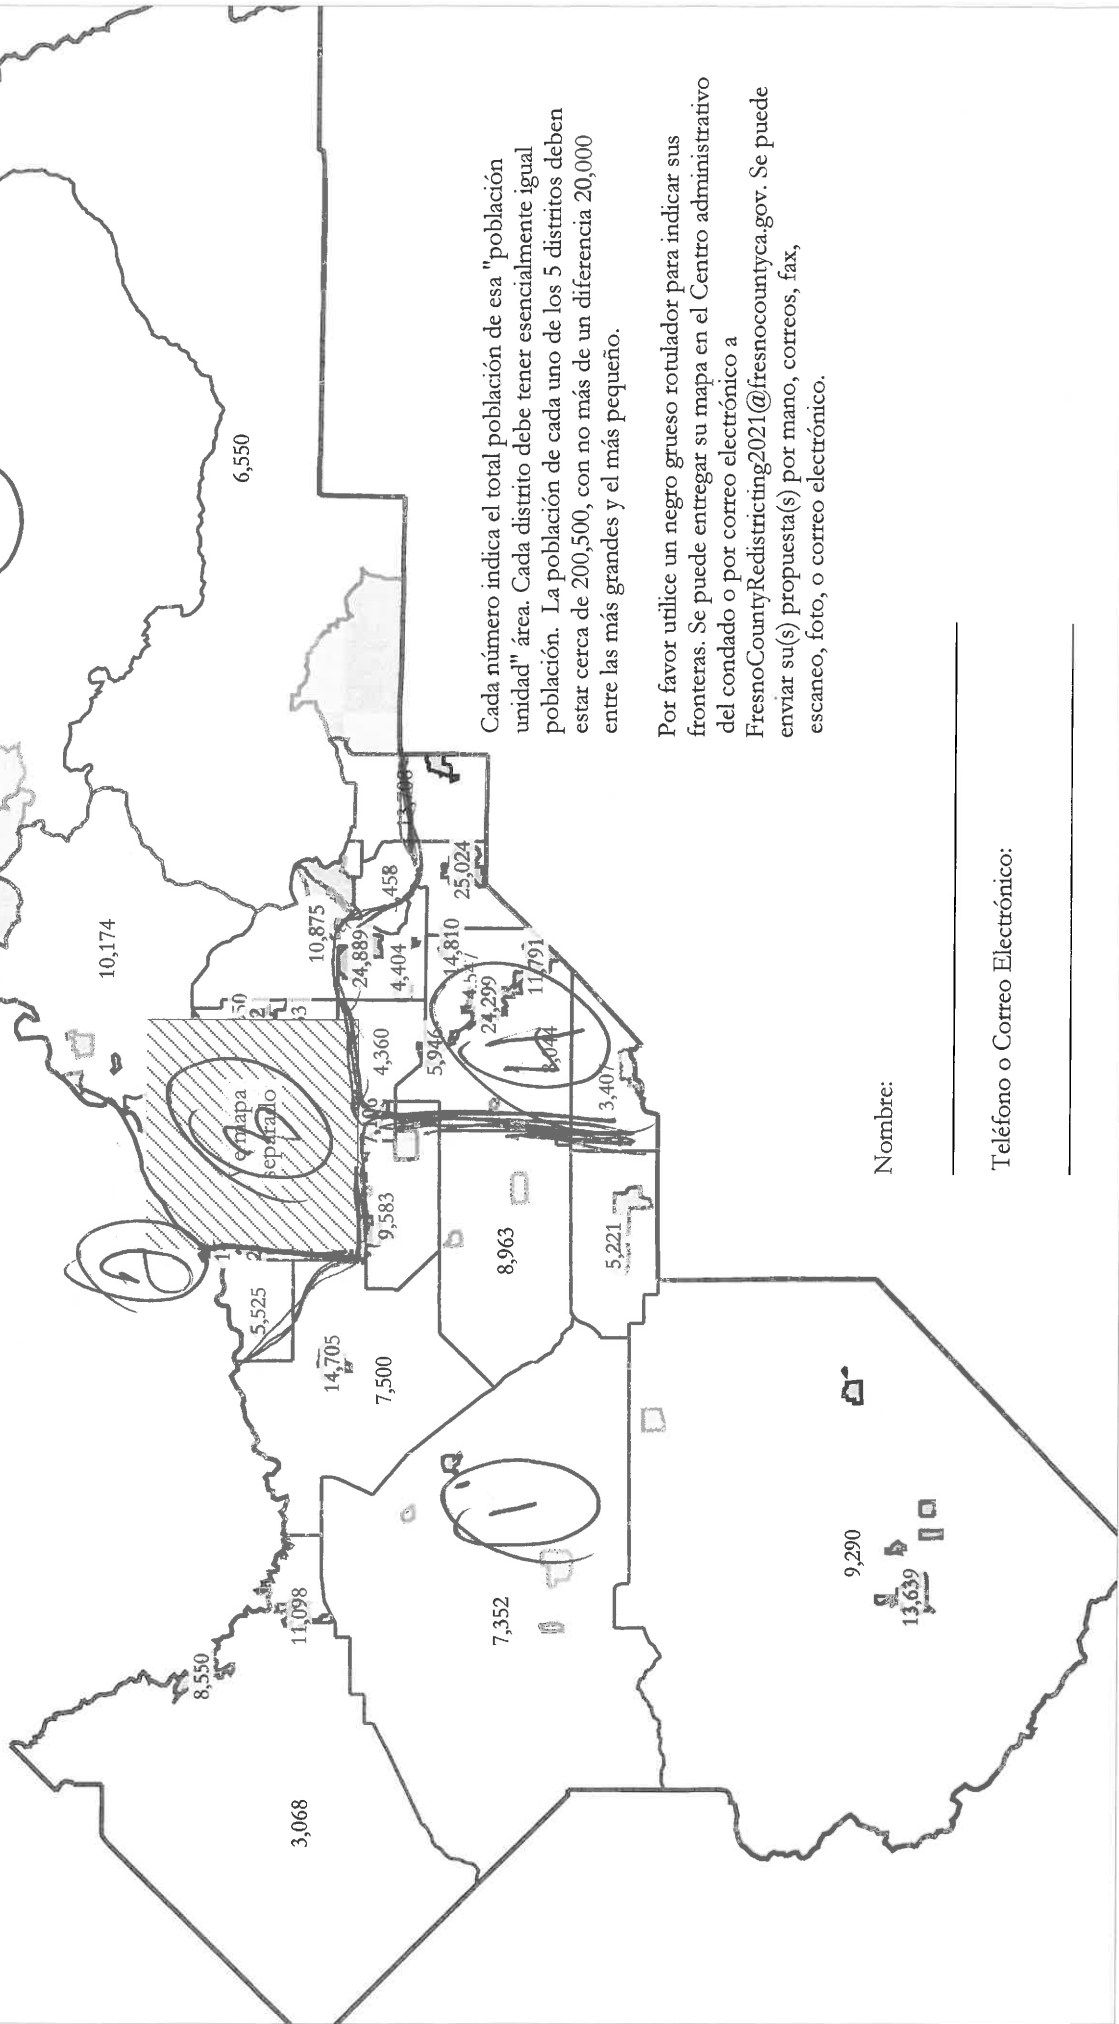 Cada número indica el total población de esa "población
unidad" área. Cada distrito debe tener esencialmente igual
población. La población de cada uno de los 5 distritos deben
estar cerca de 200,500, con no más de un diferencia 20,000
entre las más grandes y el más pequeño.
Por favor utilice un negro grueso rotulador para indicar sus
fronteras. Se puede entregar su mapa en el Centro administrativo
del condado o por correo electrónico a
FresnoCountyRedistricting2021@fresnocountyca.gov. Se puede
enviar su(s) propuesta(s) por mano, correos, fax,
escaneo, foto, o correo electrónico.
Nombre:
Teléfono o Correo Electrónico:
3,068
8,550
11,098
7,352
14,705
7,500
5,525
1
2
separado
3
10,174
6,550
10,875
24,889
4,404
4,360
5,946
9,583
8,963
5,221
3,407
24,299
14,810
11,791
25,024
9,290
13,639
1
4